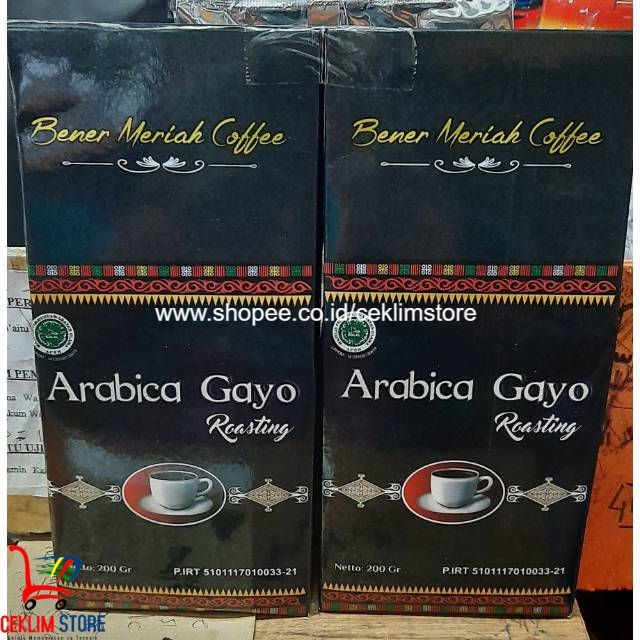 Bener Meriah Coffee
Bener Meriah Coffee
www.shopee.co.id/ceklimstore
HALAL
Arabica Gayo
Roasting
Arabica Gayo
Roasting
200 Gr
P.IRT 5101117010033-21
Netto: 200 Gr
P.IRT 5101117010033-21
CEKLIM STORE